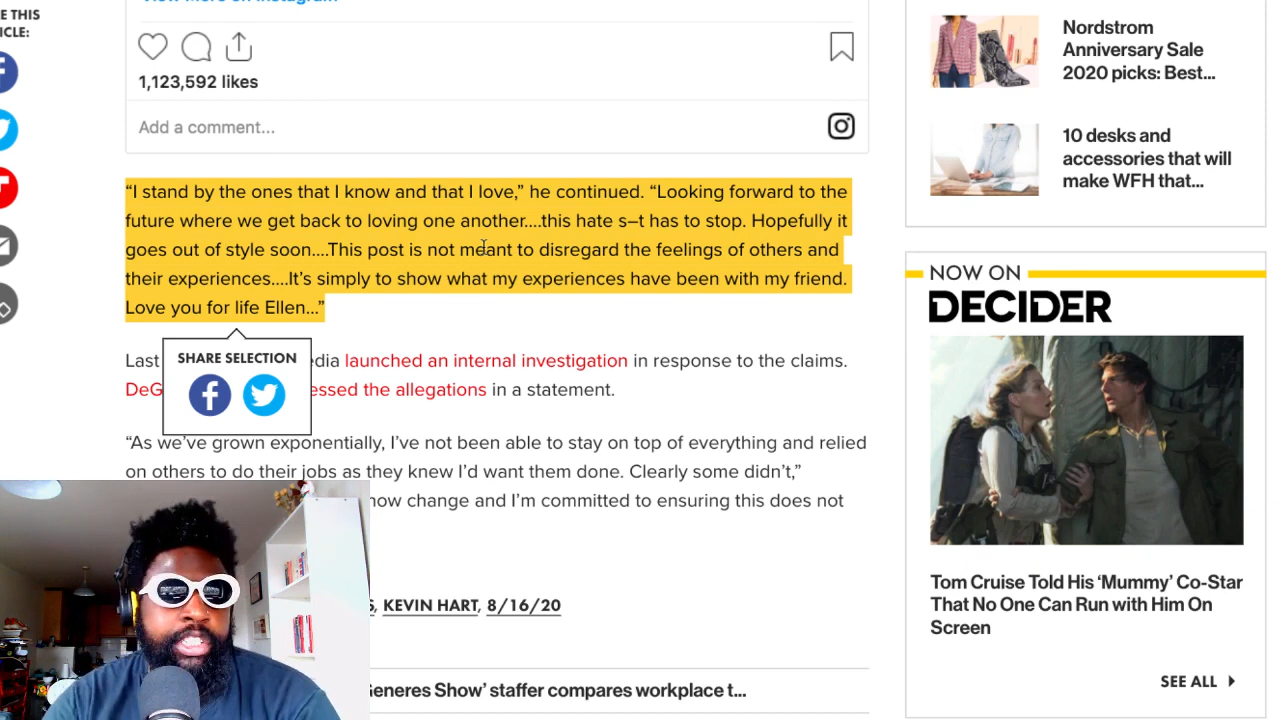 E THIS
ICLE:
View More on Instagram
1,123,592 likes
Add a comment...
“I stand by the ones that I know and that I love,” he continued. “Looking forward to the
future where we get back to loving one another....this hate s–t has to stop. Hopefully it
goes out of style soon....This post is not meant to disregard the feelings of others and
their experiences....It’s simply to show what my experiences have been with my friend.
Love you for life Ellen...”
SHARE SELECTION
Last edia launched an internal investigation in response to the claims.
DeG essed the allegations in a statement.
“As we’ve grown exponentially, I’ve not been able to stay on top of everything and relied
on others to do their jobs as they knew I’d want them done. Clearly some didn’t,”
now change and I’m committed to ensuring this does not
S, KEVIN HART, 8/16/20
Generes Show’ staffer compares workplace t...
Nordstrom
Anniversary Sale
2020 picks: Best...
10 desks and
accessories that will
make WFH that...
NOW ON
DECIDER
Tom Cruise Told His ‘Mummy’ Co-Star
That No One Can Run with Him On
Screen
SEE ALL